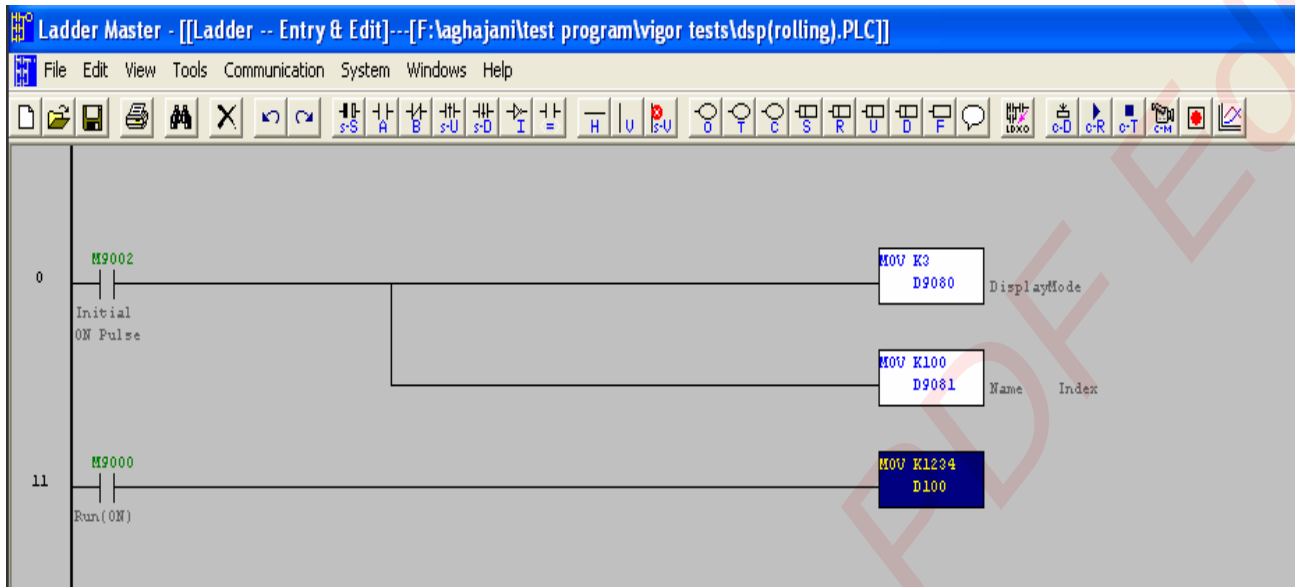 Ladder Master - [[Ladder -- Entry & Edit]---[F:\aghajani\test program\vigor tests\dsp(rolling).PLC]]
File Edit View Tools Communication System Windows Help
s-S A B s-U s-D I = H V s-V O T C S R U D F LDXO c-D c-R c-T c-M
0
M9002
Initial
ON Pulse
MOV K3
D9080
DisplayMode
MOV K100
D9081
Name Index
11
M9000
Run(ON)
MOV K1234
D100
PDF Ed